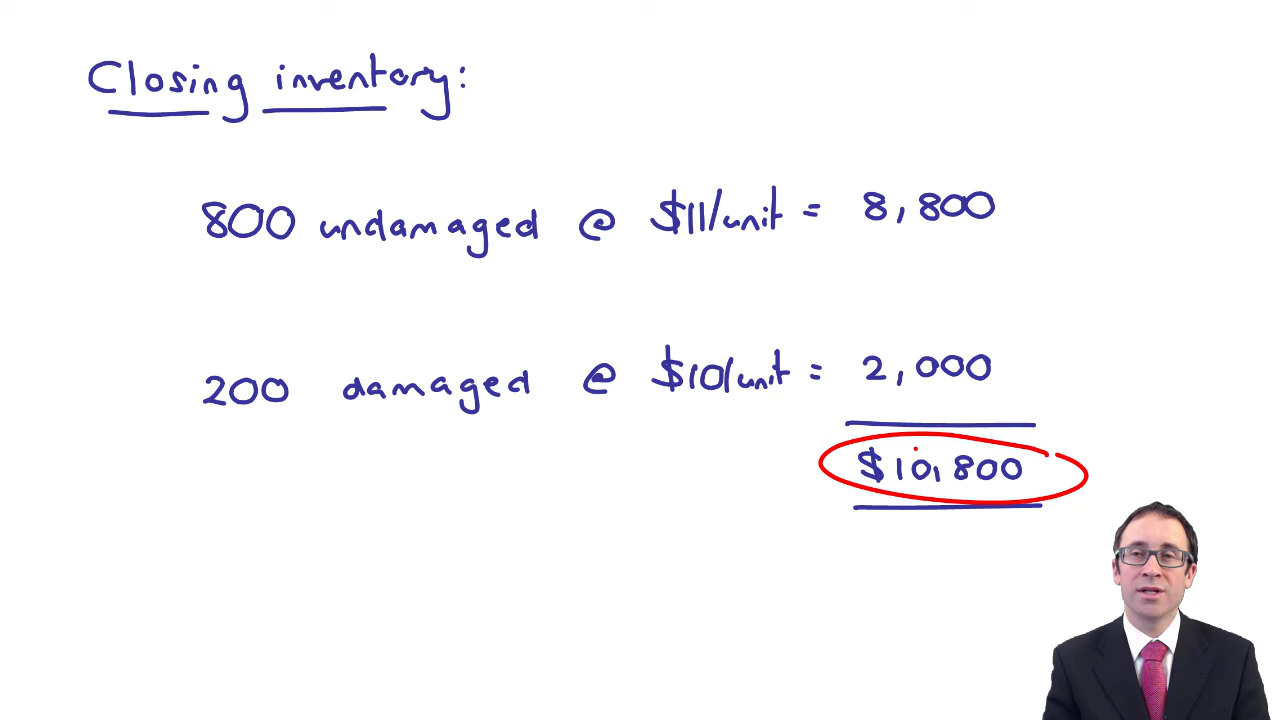 Closing inventory:
800 undamaged @ $11/unit = 8,800
200 damaged @ $10/unit = 2,000
$10,800